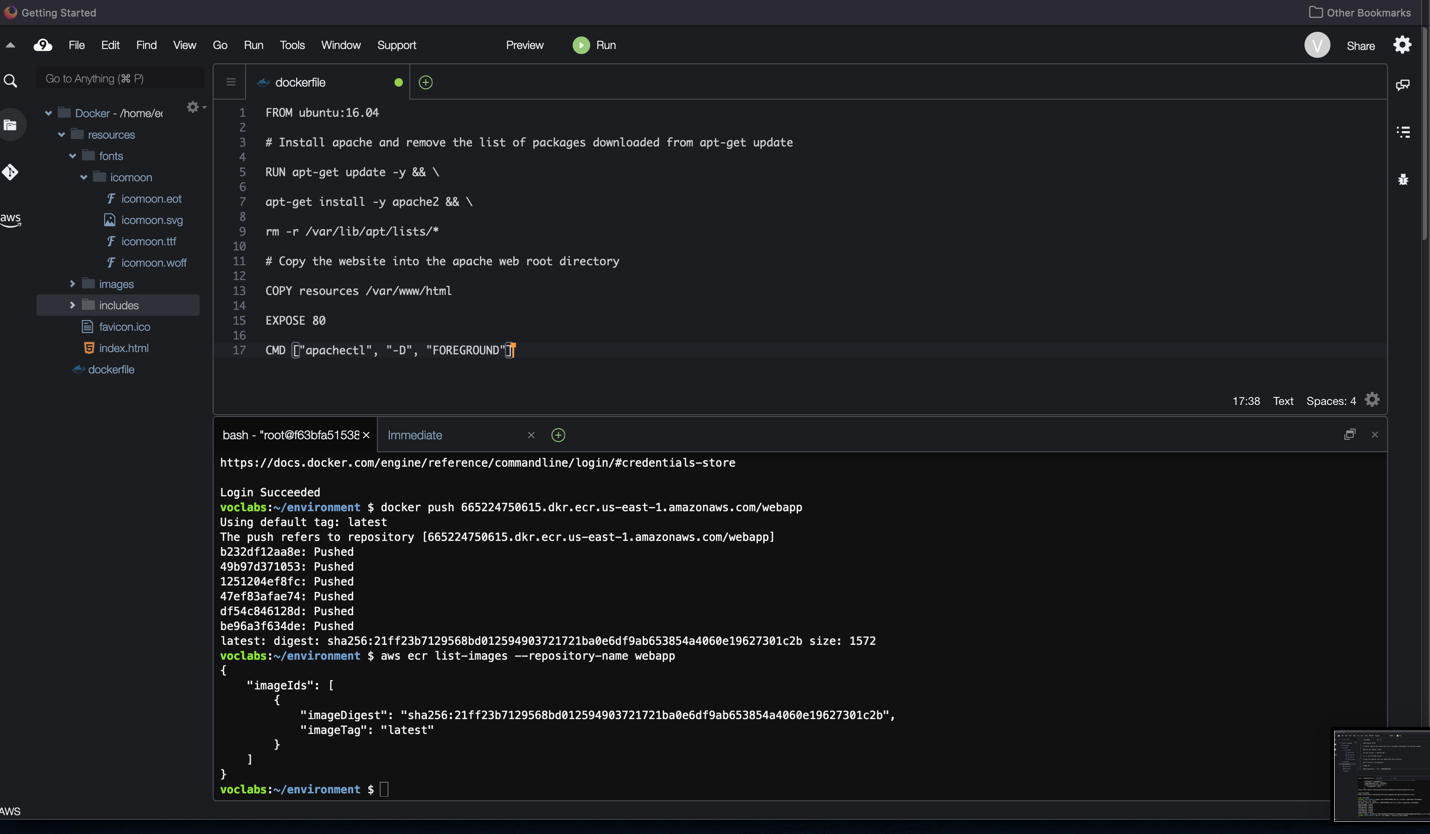 Getting Started
Other Bookmarks
File Edit Find View Go Run Tools Window Support Preview Run
V Share
Go to Anything (⌘ P)
dockerfile
Docker - /home/ec
resources
fonts
icomoon
icomoon.eot
icomoon.svg
icomoon.ttf
icomoon.woff
images
includes
favicon.ico
index.html
dockerfile
aws
1 FROM ubuntu:16.04
2
3 # Install apache and remove the list of packages downloaded from apt-get update
4
5 RUN apt-get update -y && \
6
7 apt-get install -y apache2 && \
8
9 rm -r /var/lib/apt/lists/*
10
11 # Copy the website into the apache web root directory
12
13 COPY resources /var/www/html
14
15 EXPOSE 80
16
17 CMD ["apachectl", "-D", "FOREGROUND"]
17:38 Text Spaces: 4
bash - "root@f63bfa51538
Immediate
https://docs.docker.com/engine/reference/commandline/login/#credentials-store
Login Succeeded
voclabs:~/environment $ docker push 665224750615.dkr.ecr.us-east-1.amazonaws.com/webapp
Using default tag: latest
The push refers to repository [665224750615.dkr.ecr.us-east-1.amazonaws.com/webapp]
b232df12aa8e: Pushed
49b97d371053: Pushed
1251204ef8fc: Pushed
47ef83afae74: Pushed
df54c846128d: Pushed
be96a3f634de: Pushed
latest: digest: sha256:21ff23b7129568bd012594903721721ba0e6df9ab653854a4060e19627301c2b size: 1572
voclabs:~/environment $ aws ecr list-images --repository-name webapp
{
"imageIds": [
{
"imageDigest": "sha256:21ff23b7129568bd012594903721721ba0e6df9ab653854a4060e19627301c2b",
"imageTag": "latest"
}
]
}
voclabs:~/environment $
AWS